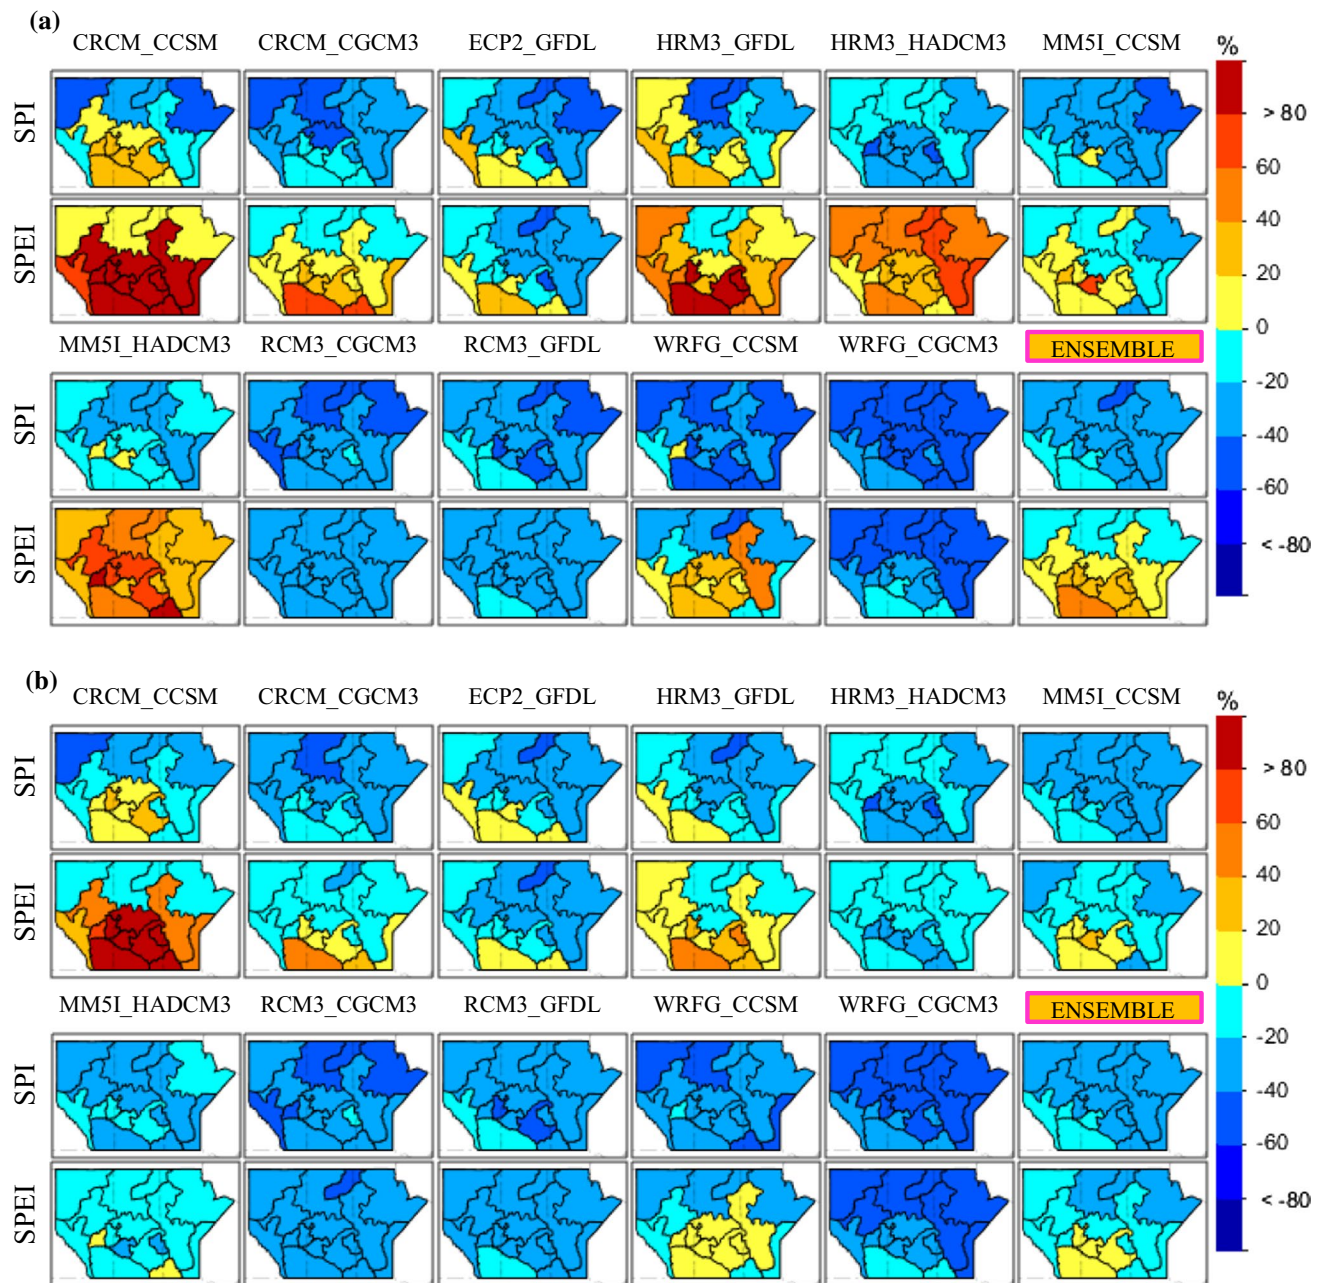 (a)
CRCM_CCSM CRCM_CGCM3 ECP2_GFDL HRM3_GFDL HRM3_HADCM3 MM5I_CCSM %
SPI
> 80
60
40
SPEI
20
0
MM5I_HADCM3 RCM3_CGCM3 RCM3_GFDL WRFG_CCSM WRFG_CGCM3 ENSEMBLE
-20
SPI
-40
-60
SPEI
< -80
(b)
CRCM_CCSM CRCM_CGCM3 ECP2_GFDL HRM3_GFDL HRM3_HADCM3 MM5I_CCSM %
SPI
> 80
60
40
SPEI
20
0
MM5I_HADCM3 RCM3_CGCM3 RCM3_GFDL WRFG_CCSM WRFG_CGCM3 ENSEMBLE
-20
SPI
-40
-60
SPEI
< -80